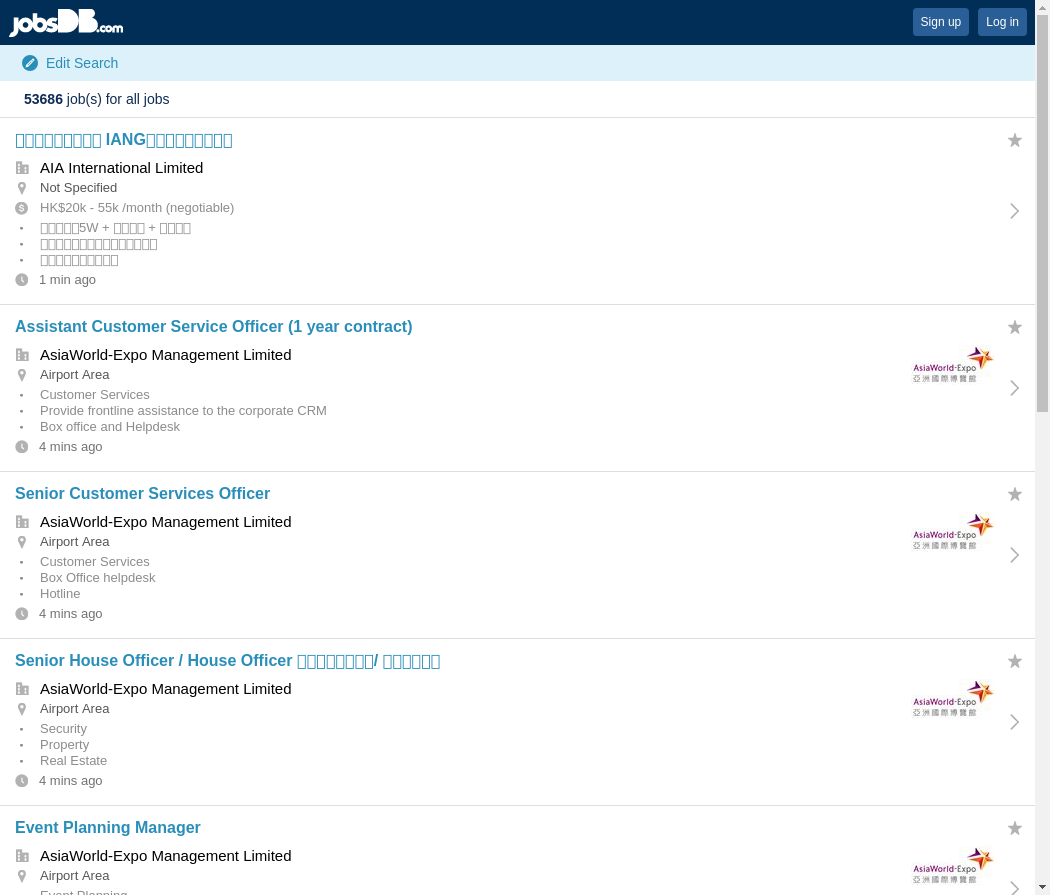 jobsDB.com
Sign up
Log in
Edit Search
53686 job(s) for all jobs
IANG
AIA International Limited
Not Specified
HK$20k - 55k /month (negotiable)
5W + +
1 min ago
Assistant Customer Service Officer (1 year contract)
AsiaWorld-Expo Management Limited
AsiaWorld-Expo
亞洲國際博覽館
Airport Area
Customer Services
Provide frontline assistance to the corporate CRM
Box office and Helpdesk
4 mins ago
Senior Customer Services Officer
AsiaWorld-Expo Management Limited
AsiaWorld-Expo
亞洲國際博覽館
Airport Area
Customer Services
Box Office helpdesk
Hotline
4 mins ago
Senior House Officer / House Officer /
AsiaWorld-Expo Management Limited
AsiaWorld-Expo
亞洲國際博覽館
Airport Area
Security
Property
Real Estate
4 mins ago
Event Planning Manager
AsiaWorld-Expo Management Limited
AsiaWorld-Expo
亞洲國際博覽館
Airport Area
Event Planning